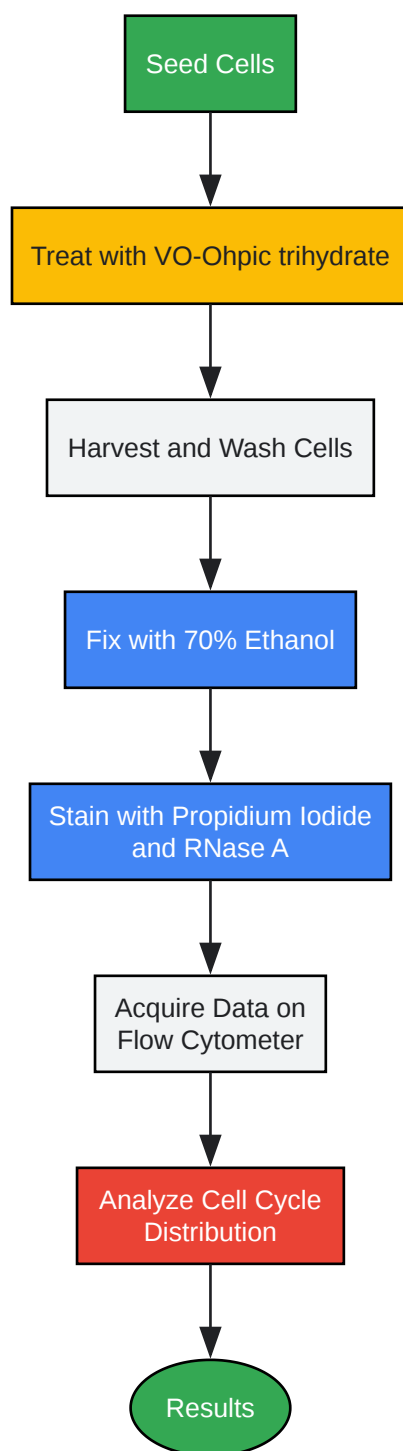 Seed Cells
Treat with VO-Ohpic trihydrate
Harvest and Wash Cells
Fix with 70% Ethanol
Stain with Propidium Iodide
and RNase A
Acquire Data on
Flow Cytometer
Analyze Cell Cycle
Distribution
Results